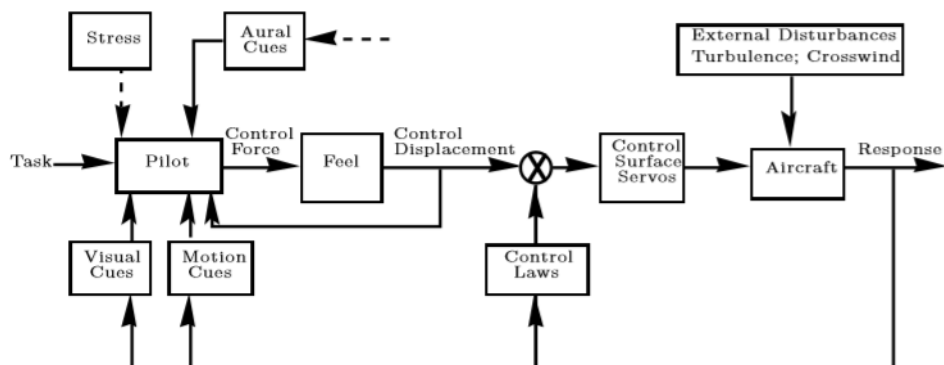 Stress
Aural
Cues
External Disturbances
Turbulence; Crosswind
Task
Pilot
Control
Force
Feel
Control
Displacement
Control
Surface
Servos
Aircraft
Response
Visual
Cues
Motion
Cues
Control
Laws